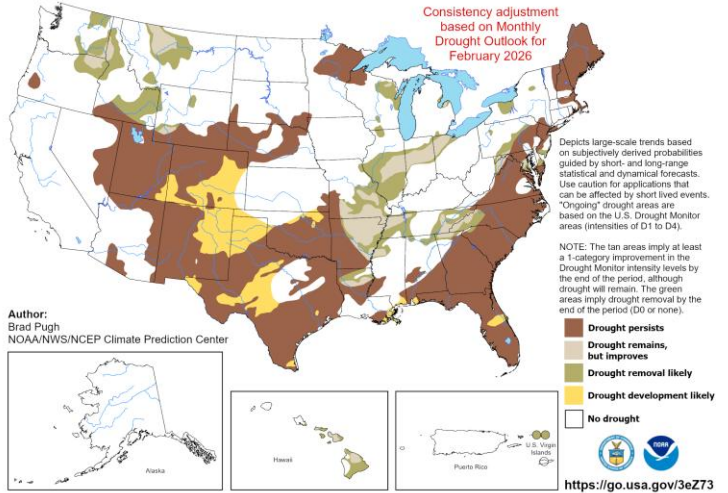 Consistency adjustment
based on Monthly
Drought Outlook for
February 2026
Depicts large-scale trends based
on subjectively derived probabilities
guided by short- and long-range
statistical and dynamical forecasts.
Use caution for applications that
can be affected by short lived events.
"Ongoing" drought areas are
based on the U.S. Drought Monitor
areas (intensities of D1 to D4).
NOTE: The tan areas imply at least
a 1-category improvement in the
Drought Monitor intensity levels by
the end of the period, although
drought will remain. The green
areas imply drought removal by the
end of the period (D0 or none).
Author:
Brad Pugh
NOAA/NWS/NCEP Climate Prediction Center
Drought persists
Drought remains,
but improves
Drought removal likely
Drought development likely
No drought
Alaska
Hawaii
Puerto Rico
U.S. Virgin
Islands
NOAA
https://go.usa.gov/3eZ73